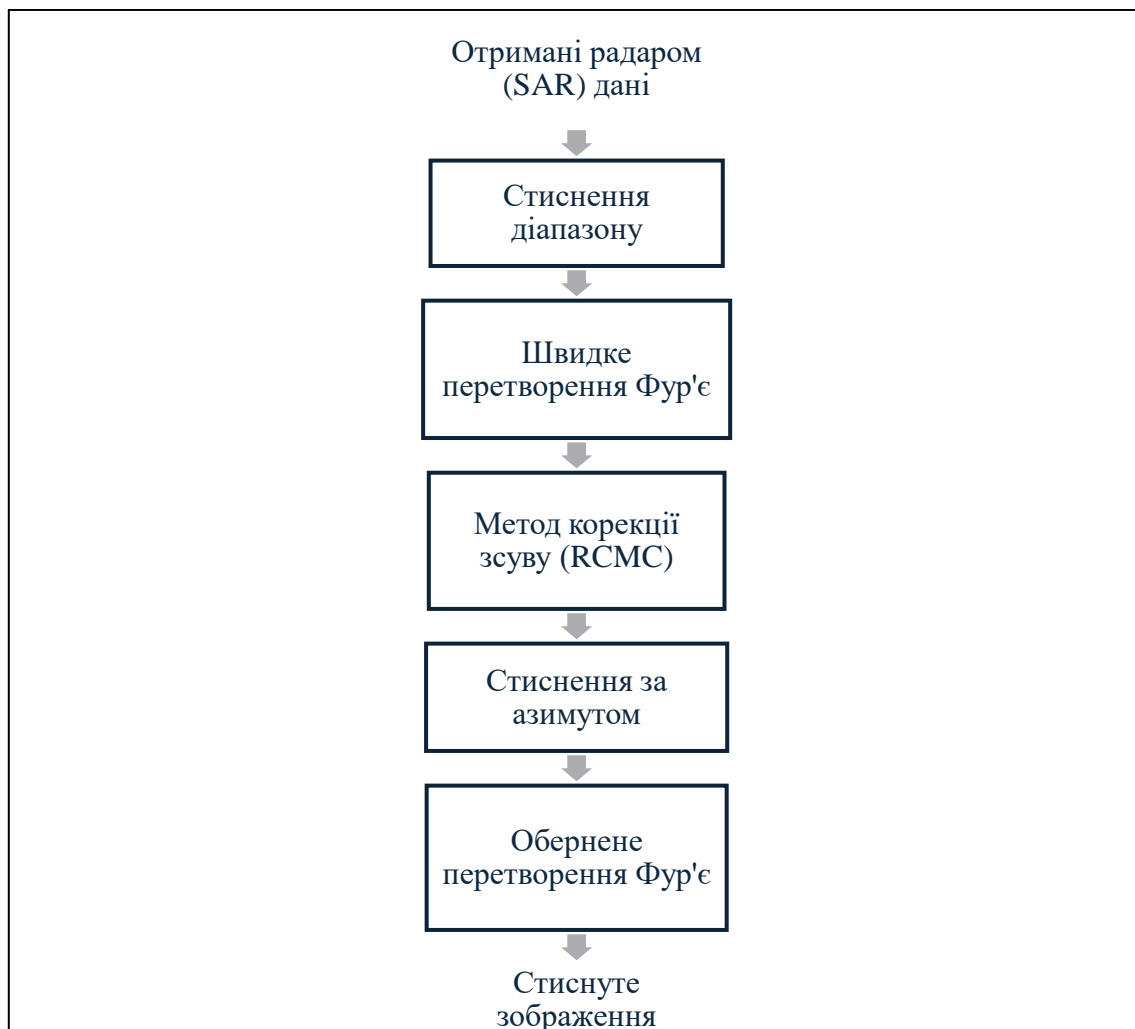 Отримані радаром
(SAR) дані
Стиснення
діапазону
Швидке
перетворення Фур'є
Метод корекції
зсуву (RCMC)
Стиснення за
азимутом
Обернене
перетворення Фур'є
Стиснуте
зображення